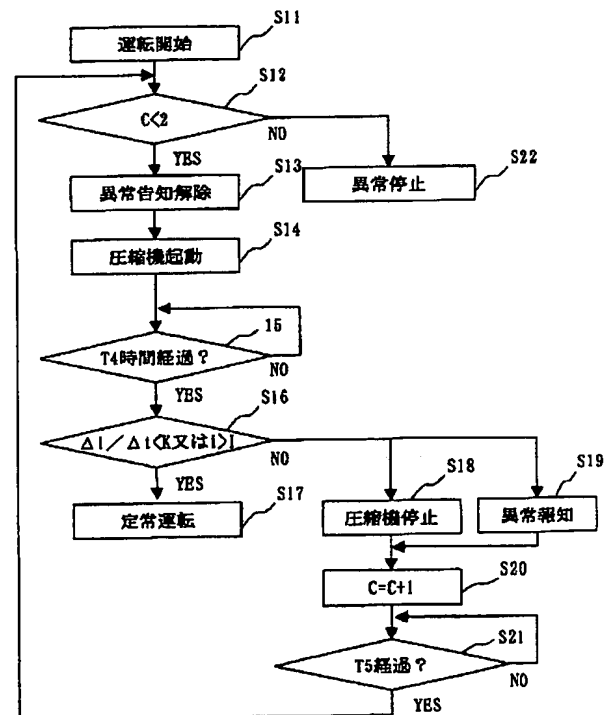 運転開始
S11
S12
C<2
NO
YES
S13
異常告知解除
S22
異常停止
S14
圧縮機起動
15
T4時間経過?
NO
YES
S16
Δi/Δt<K又はi>I
NO
YES
S17
定常運転
S18
圧縮機停止
S19
異常報知
S20
C=C+1
S21
T5経過?
NO
YES